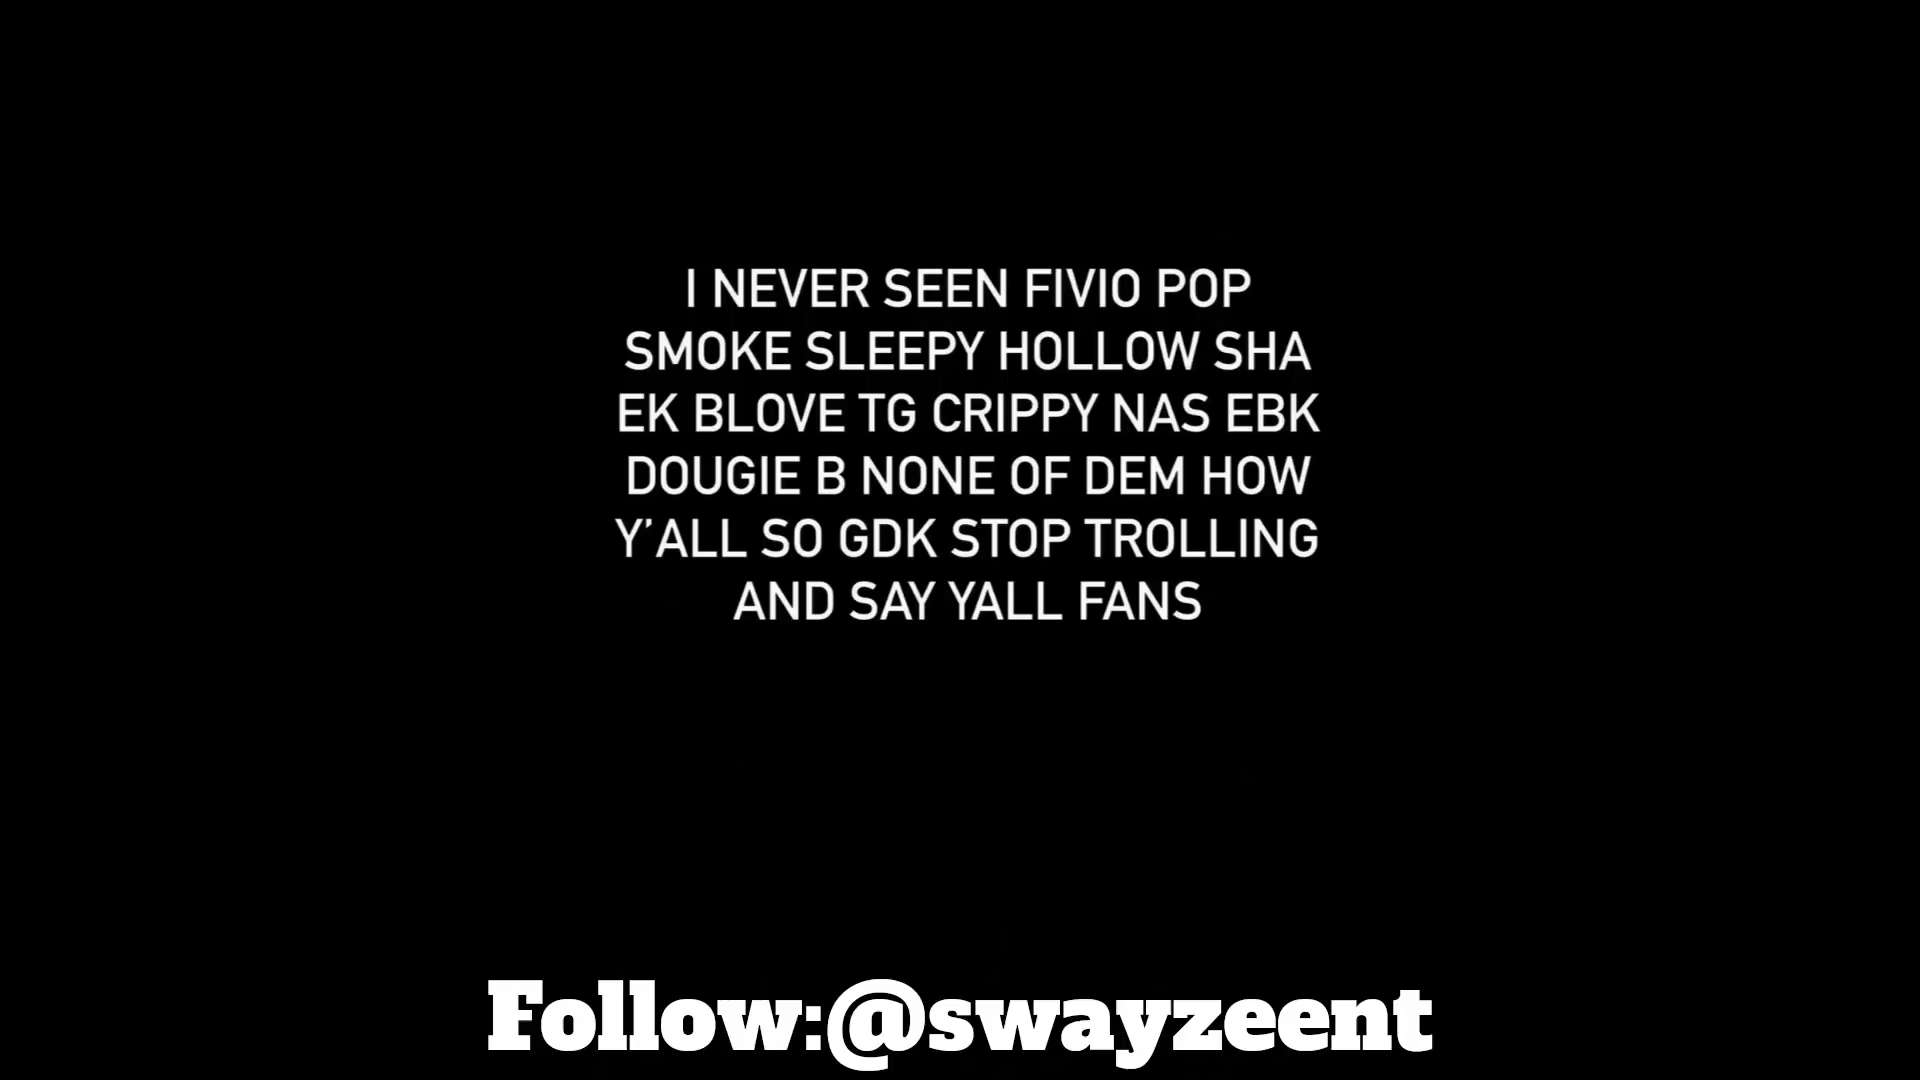 I NEVER SEEN FIVIO POP
SMOKE SLEEPY HOLLOW SHA
EK BLOVE TG CRIPPY NAS EBK
DOUGIE B NONE OF DEM HOW
Y'ALL SO GDK STOP TROLLING
AND SAY YALL FANS
Follow:@swayzeent